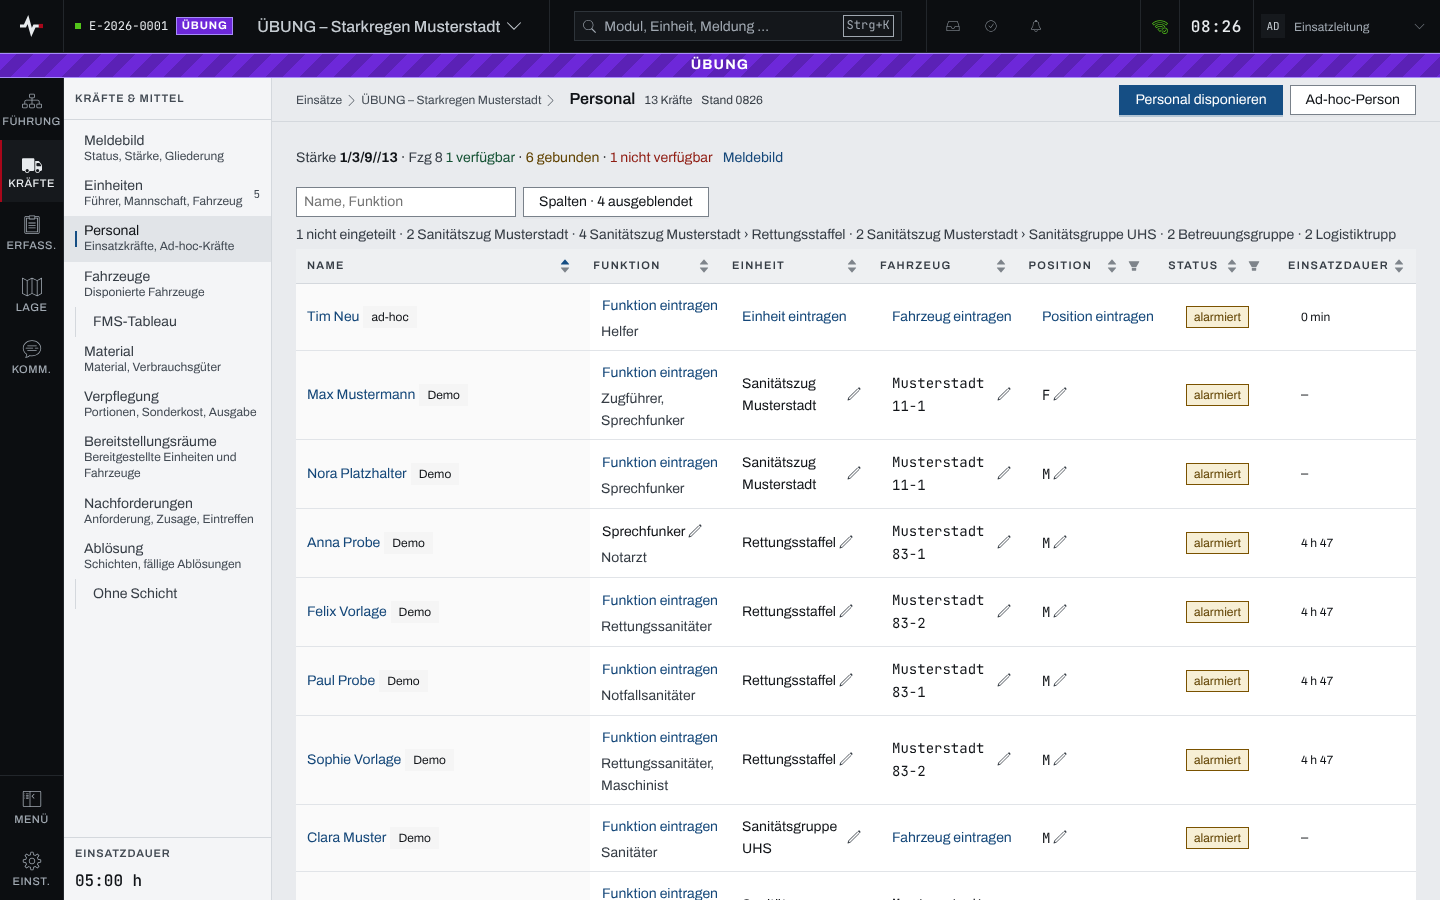 E-2026-0001 ÜBUNG ÜBUNG – Starkregen Musterstadt Modul, Einheit, Meldung ... Strg+K 08:26 AD Einsatzleitung
ÜBUNG
FÜHRUNG
KRÄFTE
ERFASS.
LAGE
KOMM.
MENÜ
EINST.
KRÄFTE & MITTEL
Meldebild
Status, Stärke, Gliederung
Einheiten
Führer, Mannschaft, Fahrzeug 5
Personal
Einsatzkräfte, Ad-hoc-Kräfte
Fahrzeuge
Disponierte Fahrzeuge
FMS-Tableau
Material
Material, Verbrauchsgüter
Verpflegung
Portionen, Sonderkost, Ausgabe
Bereitstellungsräume
Bereitgestellte Einheiten und
Fahrzeuge
Nachforderungen
Anforderung, Zusage, Eintreffen
Ablösung
Schichten, fällige Ablösungen
Ohne Schicht
EINSATZDAUER
05:00 h
Einsätze ÜBUNG – Starkregen Musterstadt Personal 13 Kräfte Stand 0826 Personal disponieren Ad-hoc-Person
Stärke 1/3/9//13 · Fzg 8 1 verfügbar · 6 gebunden · 1 nicht verfügbar Meldebild
Name, Funktion Spalten · 4 ausgeblendet
1 nicht eingeteilt · 2 Sanitätszug Musterstadt · 4 Sanitätszug Musterstadt › Rettungsstaffel · 2 Sanitätszug Musterstadt › Sanitätsgruppe UHS · 2 Betreuungsgruppe · 2 Logistiktrupp
NAME FUNKTION EINHEIT FAHRZEUG POSITION STATUS EINSATZDAUER
Tim Neu ad-hoc Funktion eintragen Einheit eintragen Fahrzeug eintragen Position eintragen alarmiert 0 min
Helfer
Funktion eintragen
Max Mustermann Demo Zugführer, Sanitätszug Musterstadt F alarmiert –
Sprechfunker Musterstadt 11-1
Nora Platzhalter Demo Funktion eintragen Sanitätszug Musterstadt M alarmiert –
Sprechfunker Musterstadt 11-1
Anna Probe Demo Sprechfunker Rettungsstaffel Musterstadt M alarmiert 4 h 47
Notarzt 83-1
Felix Vorlage Demo Funktion eintragen Rettungsstaffel Musterstadt M alarmiert 4 h 47
Rettungssanitäter 83-2
Paul Probe Demo Funktion eintragen Rettungsstaffel Musterstadt M alarmiert 4 h 47
Notfallsanitäter 83-1
Funktion eintragen
Sophie Vorlage Demo Rettungssanitäter, Rettungsstaffel Musterstadt M alarmiert 4 h 47
Maschinist 83-2
Clara Muster Demo Funktion eintragen Sanitätsgruppe Fahrzeug eintragen M alarmiert –
Sanitäter UHS
Funktion eintragen